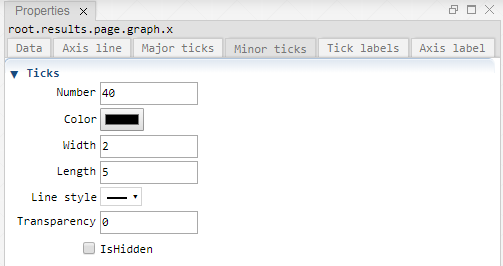 Properties
root.results.page.graph.x
Data Axis line Major ticks Minor ticks Tick labels Axis label
Ticks
Number 40
Color
Width 2
Length 5
Line style
Transparency 0
IsHidden